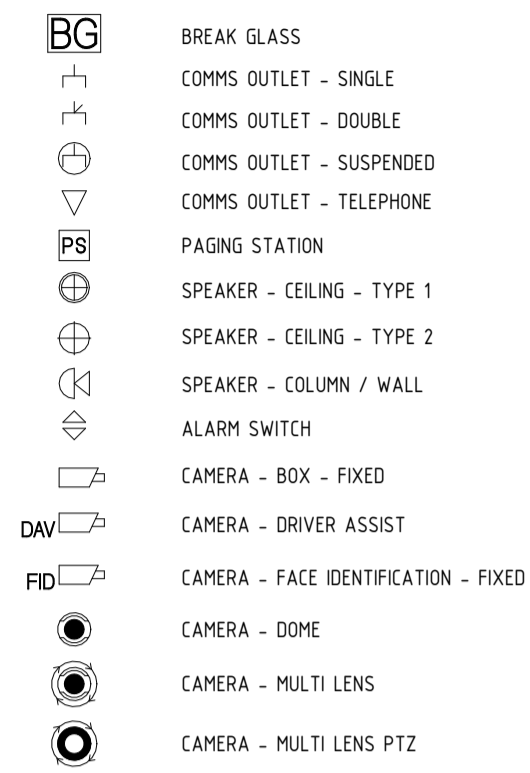 BG BREAK GLASS
COMMS OUTLET - SINGLE
COMMS OUTLET - DOUBLE
COMMS OUTLET - SUSPENDED
COMMS OUTLET - TELEPHONE
PS PAGING STATION
SPEAKER - CEILING - TYPE 1
SPEAKER - CEILING - TYPE 2
SPEAKER - COLUMN / WALL
ALARM SWITCH
CAMERA - BOX - FIXED
DAV CAMERA - DRIVER ASSIST
FID CAMERA - FACE IDENTIFICATION - FIXED
CAMERA - DOME
CAMERA - MULTI LENS
CAMERA - MULTI LENS PTZ